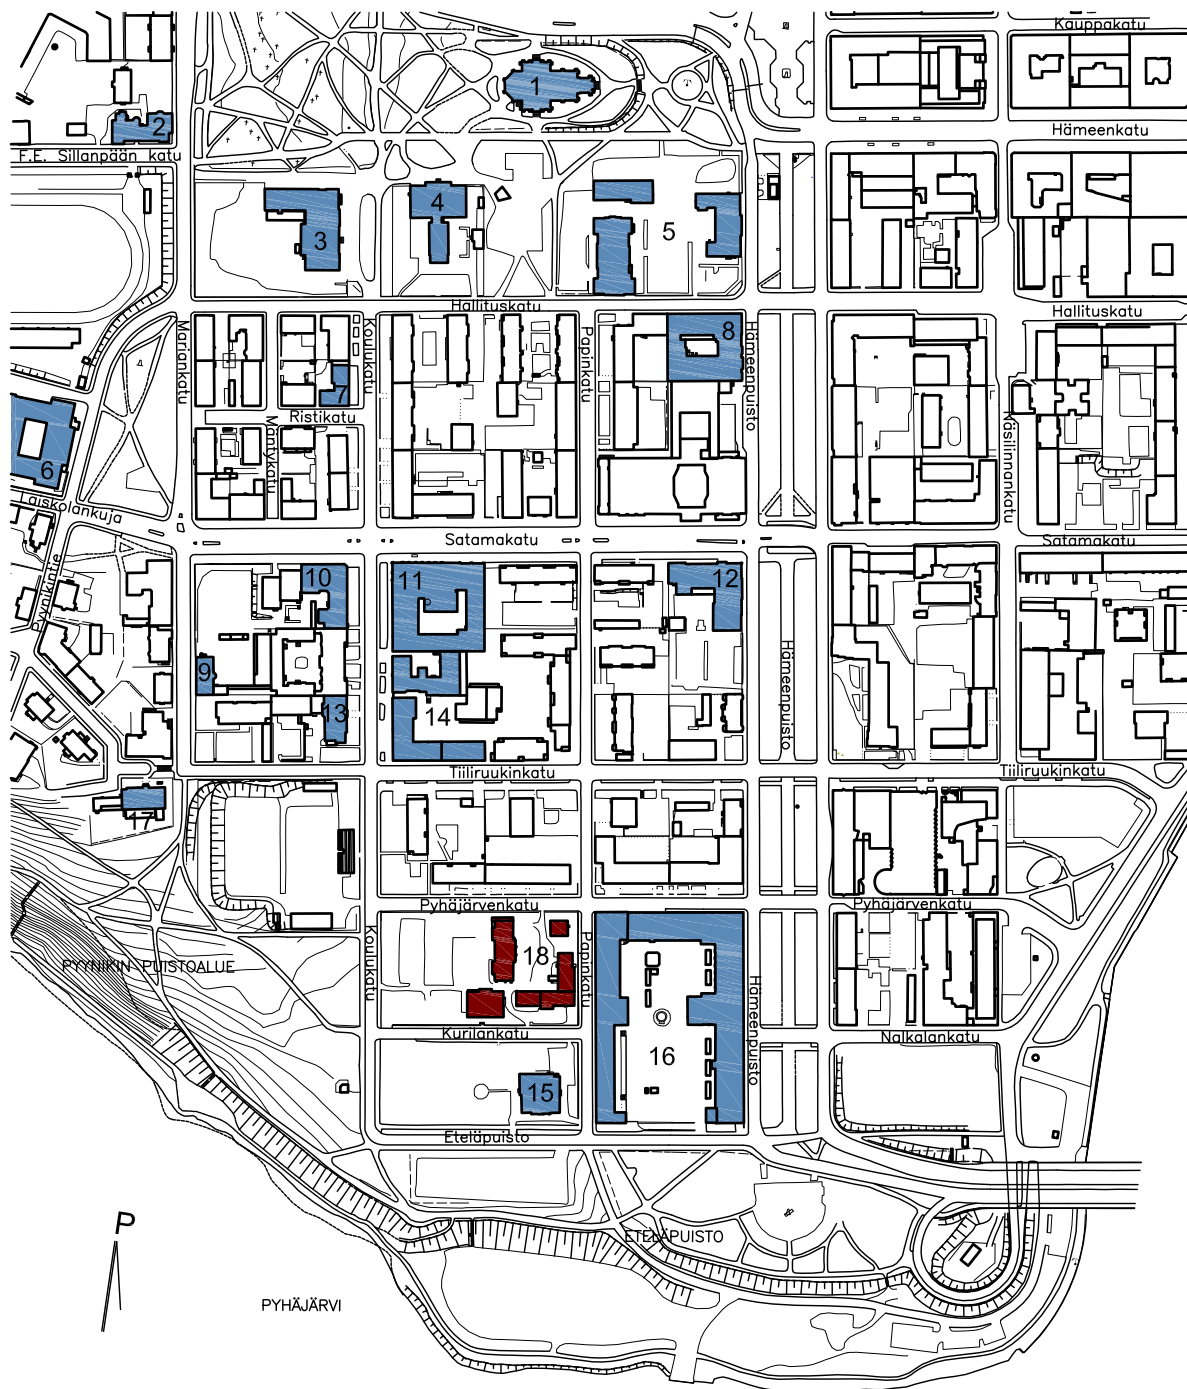 Kauppakatu
1
2
Hämeenkatu
F.E. Sillanpään katu
4
3
5
Hallituskatu
Hallituskatu
Mariankatu
Koulukatu
Papinkatu
8
Hämeenpuisto
7
Ristikatu
Mäntykatu
Näsilinnankatu
6
Laiskolankuja
Satamakatu
Satamakatu
Pyynikintie
10
11
12
9
Hämeenpuisto
13
14
Tiiliruukinkatu
Tiiliruukinkatu
17
Pyhäjärvenkatu
Pyhäjärvenkatu
Koulukatu
18
Papinkatu
PYYNIKIN PUISTOALUE
Hämeenpuisto
Kurilankatu
Nalkalankatu
16
15
Eteläpuisto
P
ETELÄPUISTO
PYHÄJÄRVI